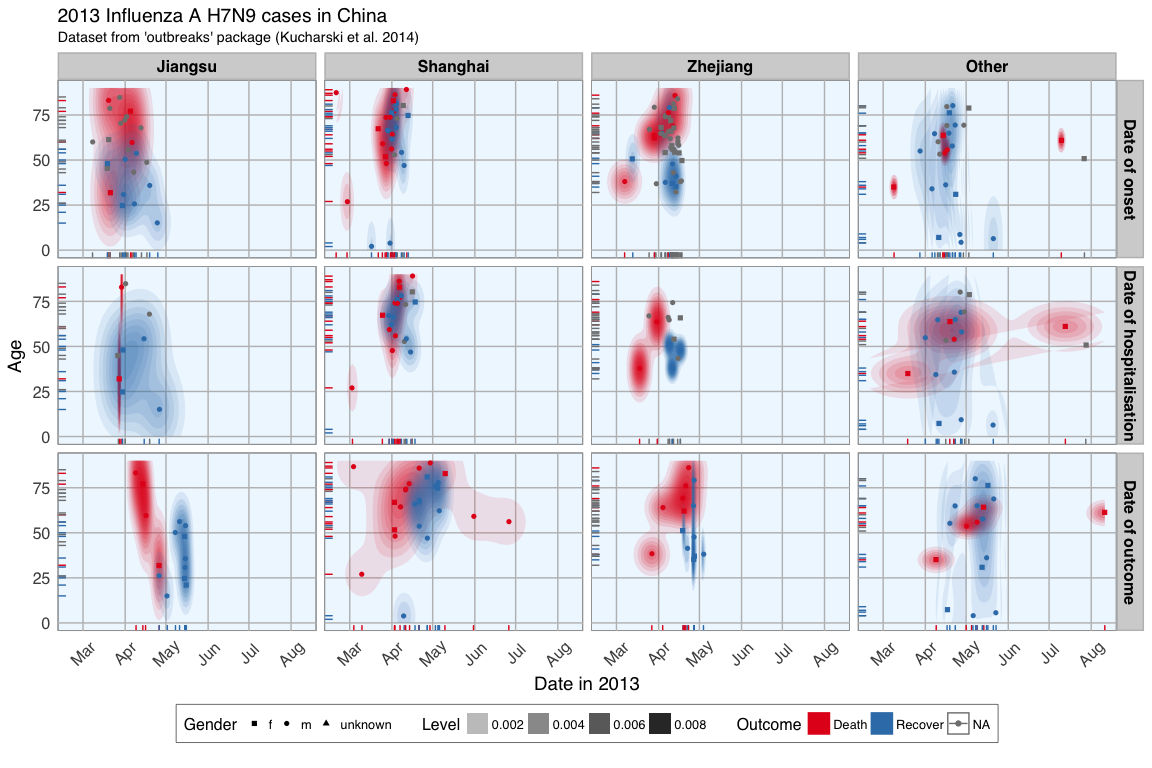 2013 Influenza A H7N9 cases in China
Dataset from 'outbreaks' package (Kucharski et al. 2014)
Jiangsu Shanghai Zhejiang Other
75
50
25
0
Date of onset
75
50
25
0
Date of hospitalisation
Age
75
50
25
0
Date of outcome
Mar Apr May Jun Jul Aug Mar Apr May Jun Jul Aug Mar Apr May Jun Jul Aug Mar Apr May Jun Jul Aug
Date in 2013
Gender f m unknown Level 0.002 0.004 0.006 0.008 Outcome Death Recover NA